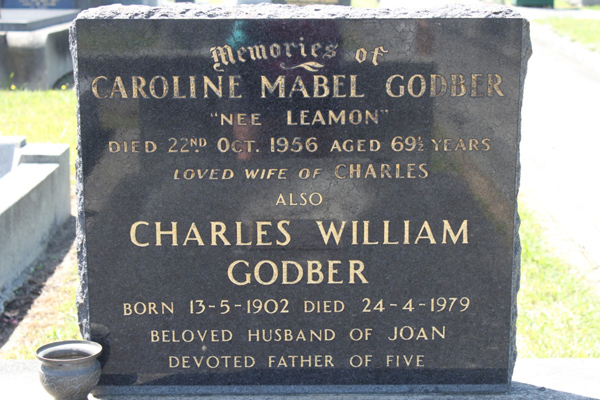 Memories of
CAROLINE MABEL GODBER
"NEE LEAMON"
DIED 22ND OCT. 1956 AGED 69½ YEARS
LOVED WIFE OF CHARLES
ALSO
CHARLES WILLIAM
GODBER
BORN 13-5-1902 DIED 24-4-1979
BELOVED HUSBAND OF JOAN
DEVOTED FATHER OF FIVE